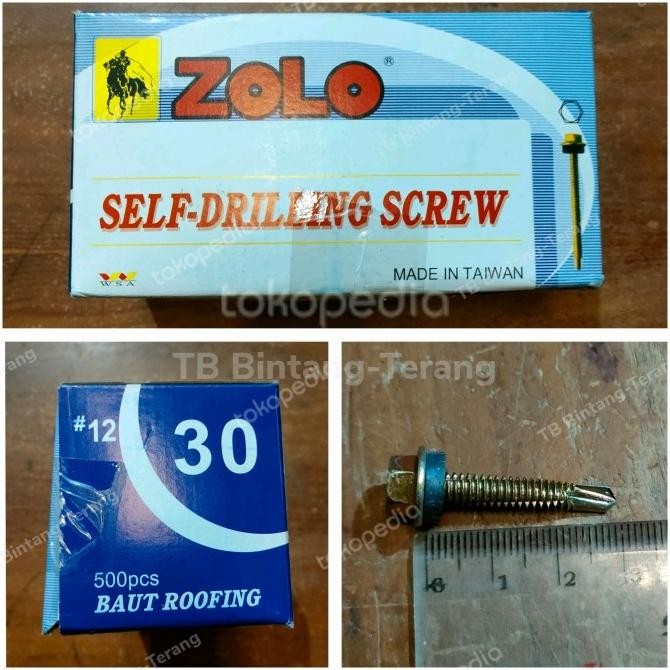 ZOLO®
SELF-DRILLING SCREW
WSA
MADE IN TAIWAN
tokopedia
TB Bintang-Terang
#12
30
500pcs
BAUT ROOFING
tokopedia
TB Bintang-Terang
tokopedia
0 1 2